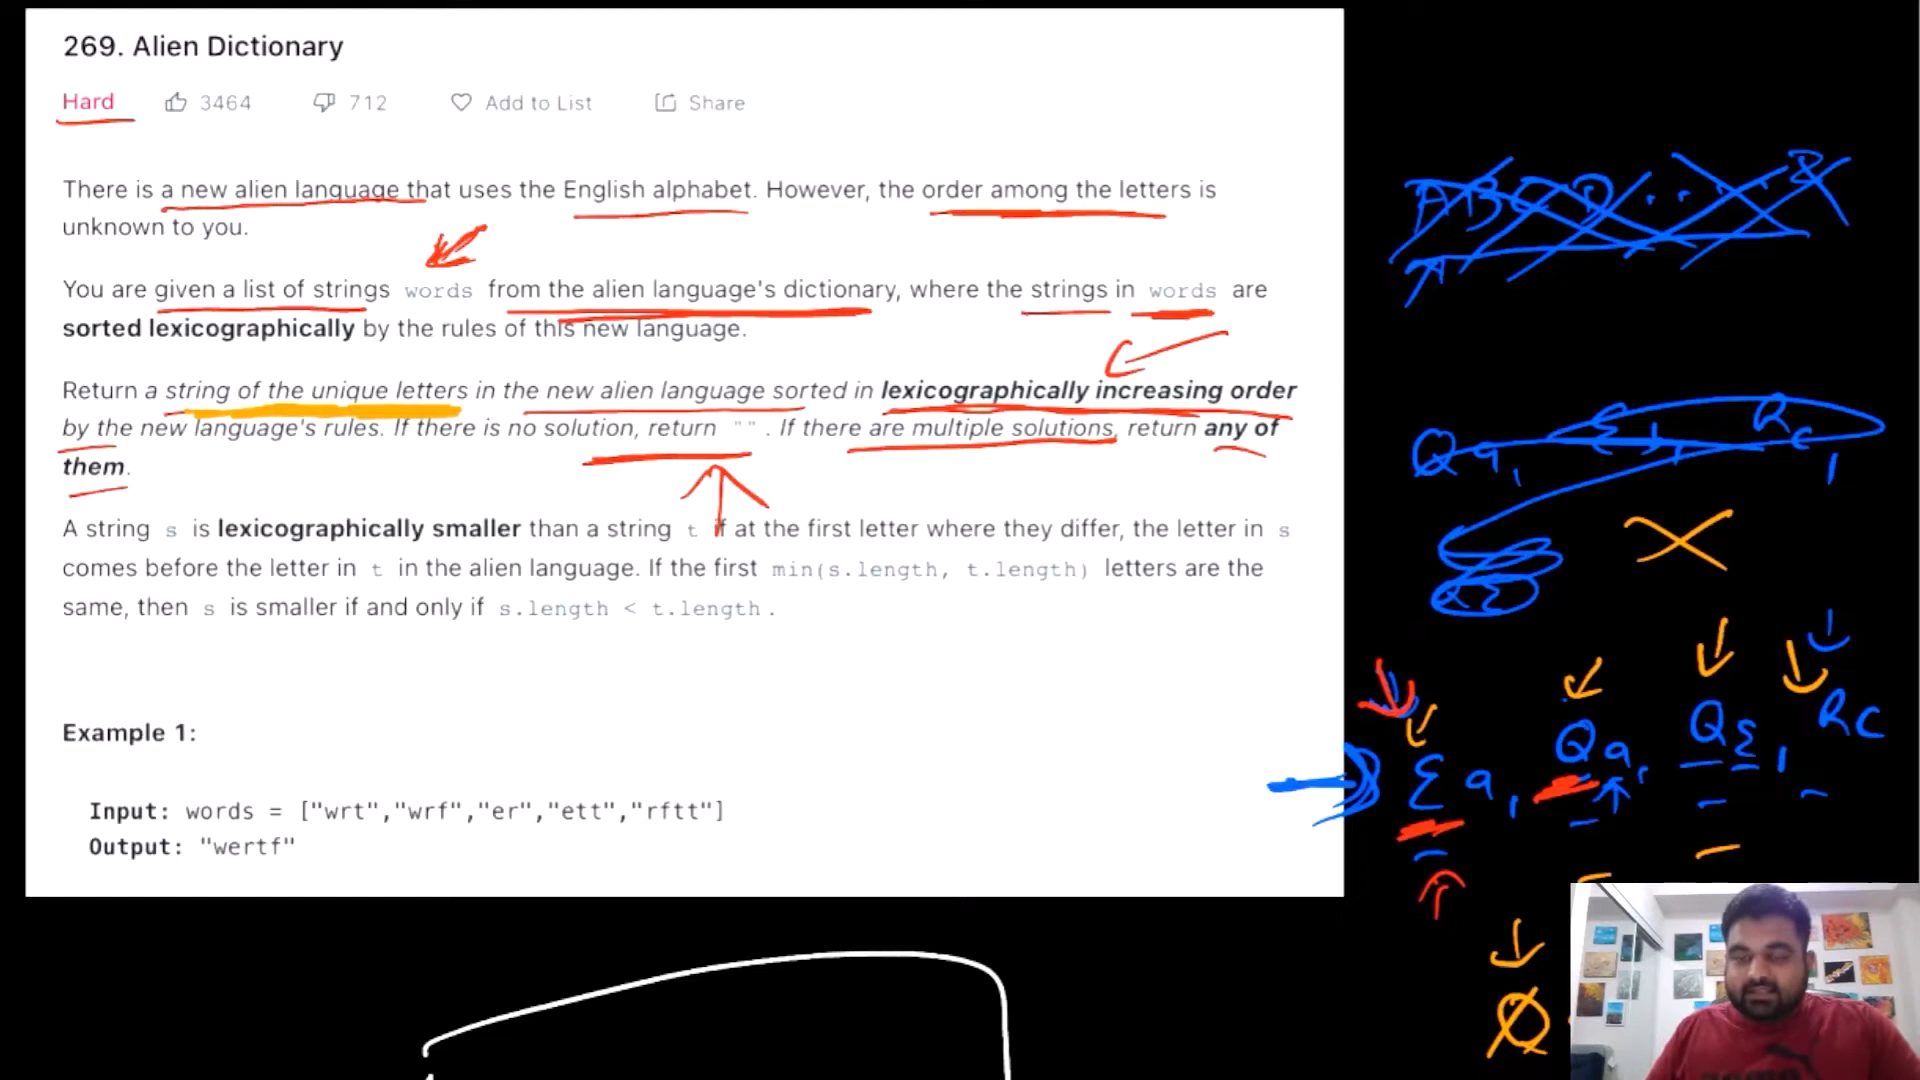 269. Alien Dictionary
Hard 3464 712 Add to List Share
There is a new alien language that uses the English alphabet. However, the order among the letters is
unknown to you.
You are given a list of strings words from the alien language's dictionary, where the strings in words are
sorted lexicographically by the rules of this new language.
Return a string of the unique letters in the new alien language sorted in lexicographically increasing order
by the new language's rules. If there is no solution, return "". If there are multiple solutions, return any of
them.
A string s is lexicographically smaller than a string t if at the first letter where they differ, the letter in s
comes before the letter in t in the alien language. If the first min(s.length, t.length) letters are the
same, then s is smaller if and only if s.length < t.length.
Example 1:
Input: words = ["wrt","wrf","er","ett","rftt"]
Output: "wertf"
A B C D . . Z
A
Σ a, Q a, Q Σ, R C